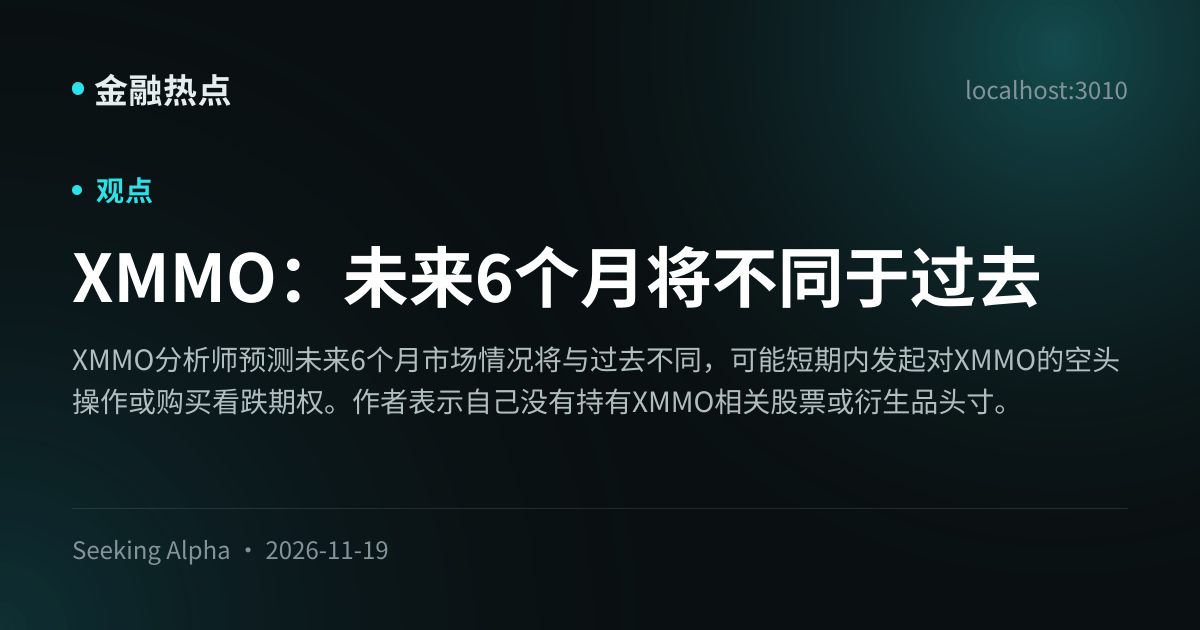 金融热点
localhost:3010
观点
XMMO：未来6个月将不同于过去
XMMO分析师预测未来6个月市场情况将与过去不同，可能短期内发起对XMMO的空头
操作或购买看跌期权。作者表示自己没有持有XMMO相关股票或衍生品头寸。
Seeking Alpha · 2026-11-19